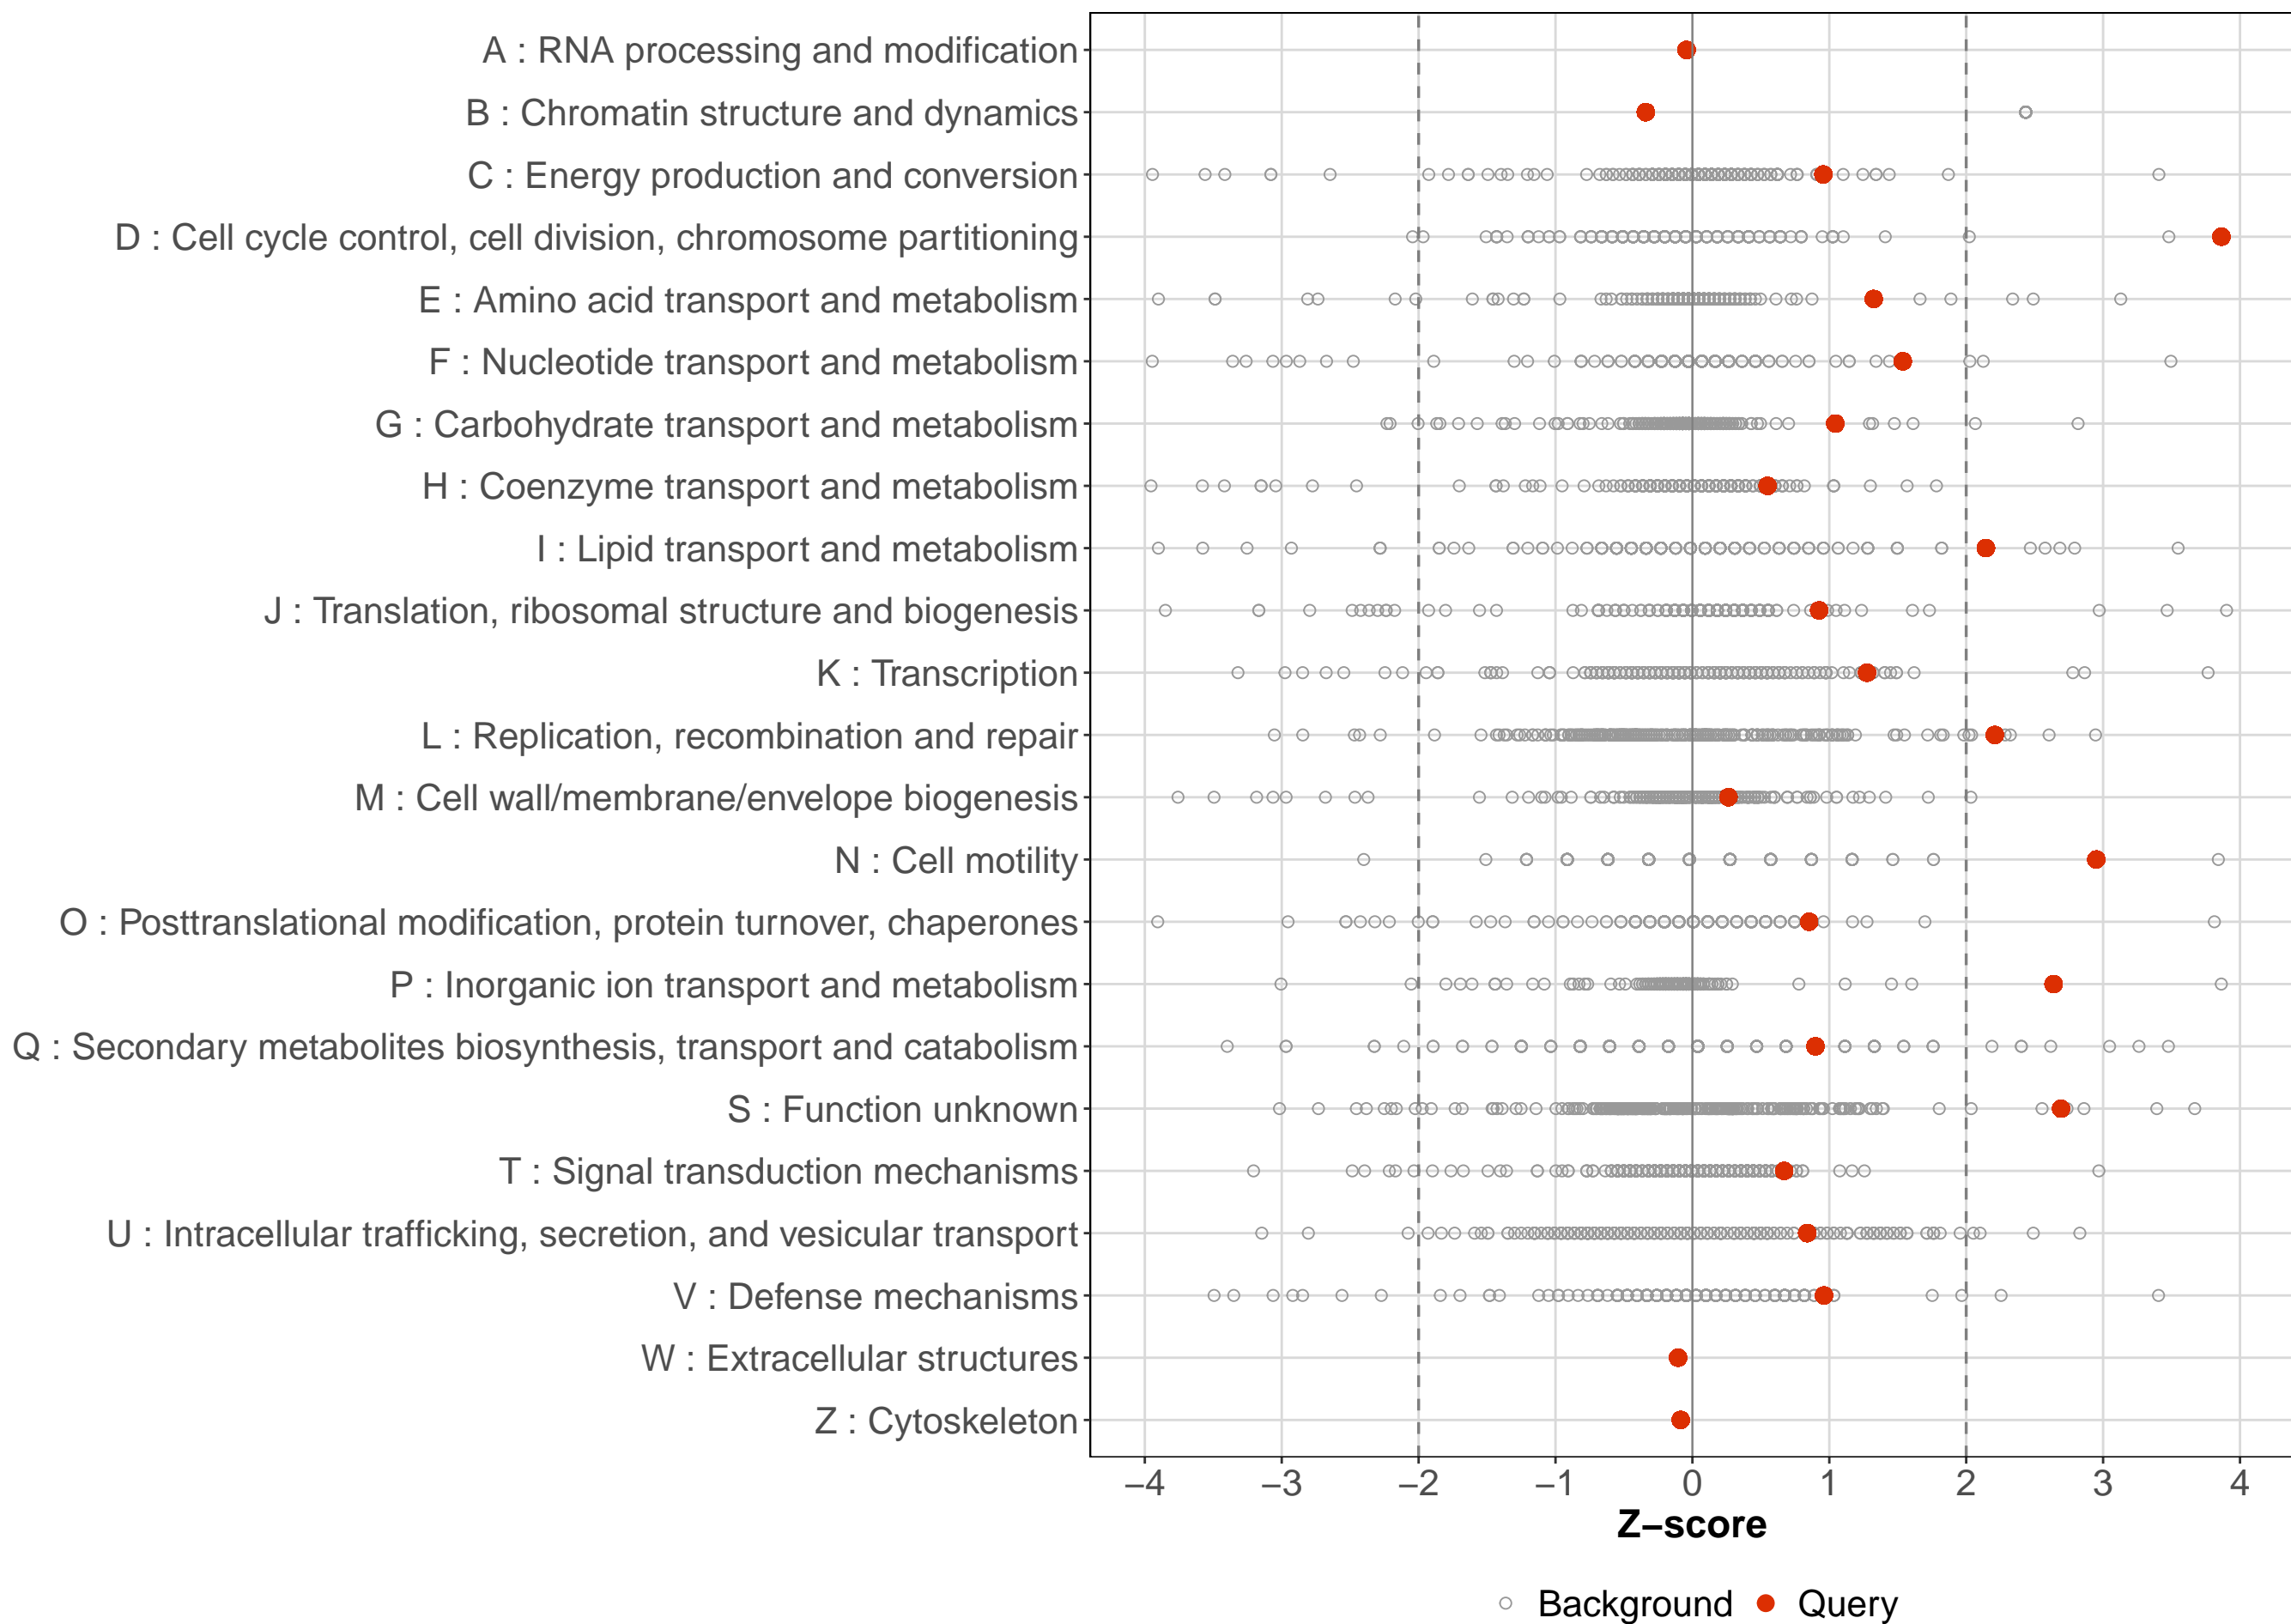 A : RNA processing and modification
B : Chromatin structure and dynamics
C : Energy production and conversion
D : Cell cycle control, cell division, chromosome partitioning
E : Amino acid transport and metabolism
F : Nucleotide transport and metabolism
G : Carbohydrate transport and metabolism
H : Coenzyme transport and metabolism
I : Lipid transport and metabolism
J : Translation, ribosomal structure and biogenesis
K : Transcription
L : Replication, recombination and repair
M : Cell wall/membrane/envelope biogenesis
N : Cell motility
O : Posttranslational modification, protein turnover, chaperones
P : Inorganic ion transport and metabolism
Q : Secondary metabolites biosynthesis, transport and catabolism
S : Function unknown
T : Signal transduction mechanisms
U : Intracellular trafficking, secretion, and vesicular transport
V : Defense mechanisms
W : Extracellular structures
Z : Cytoskeleton
−4 −3 −2 −1 0 1 2 3 4
Z−score
Background Query